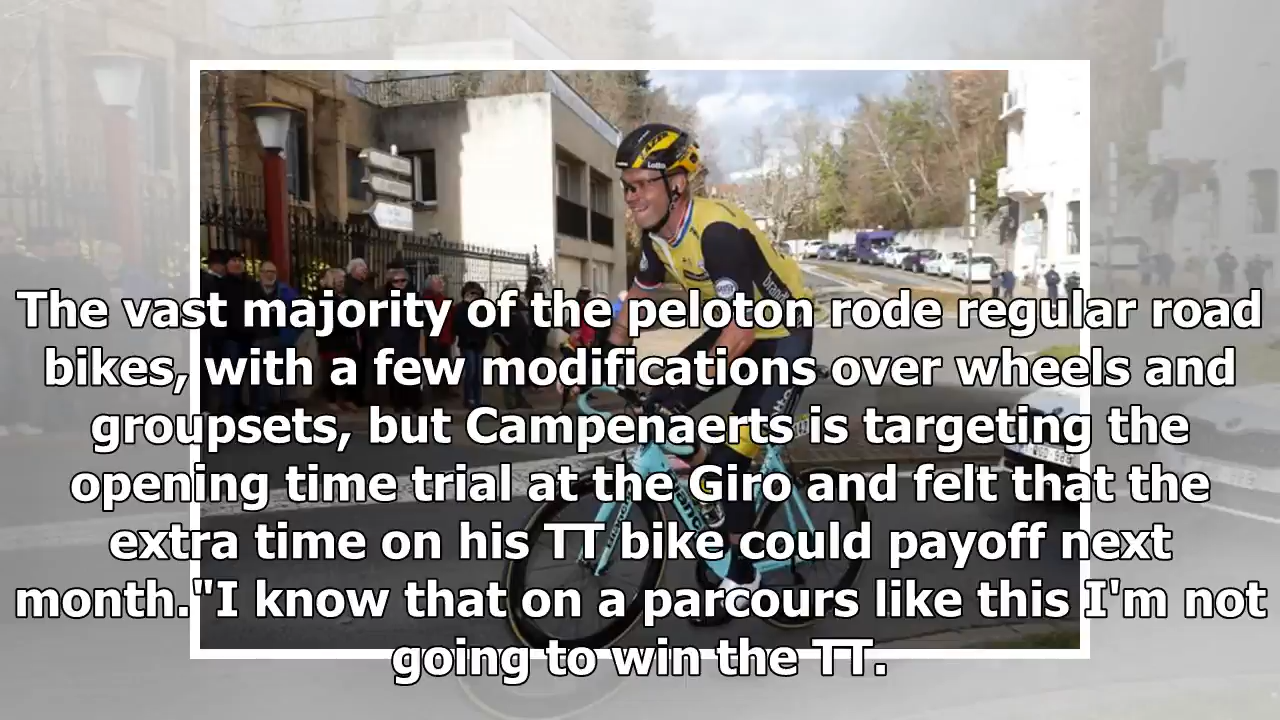 The vast majority of the peloton rode regular road
bikes, with a few modifications over wheels and
groupsets, but Campenaerts is targeting the
opening time trial at the Giro and felt that the
extra time on his TT bike could payoff next
month."I know that on a parcours like this I'm not
going to win the TT.
Lotto
Bianchi